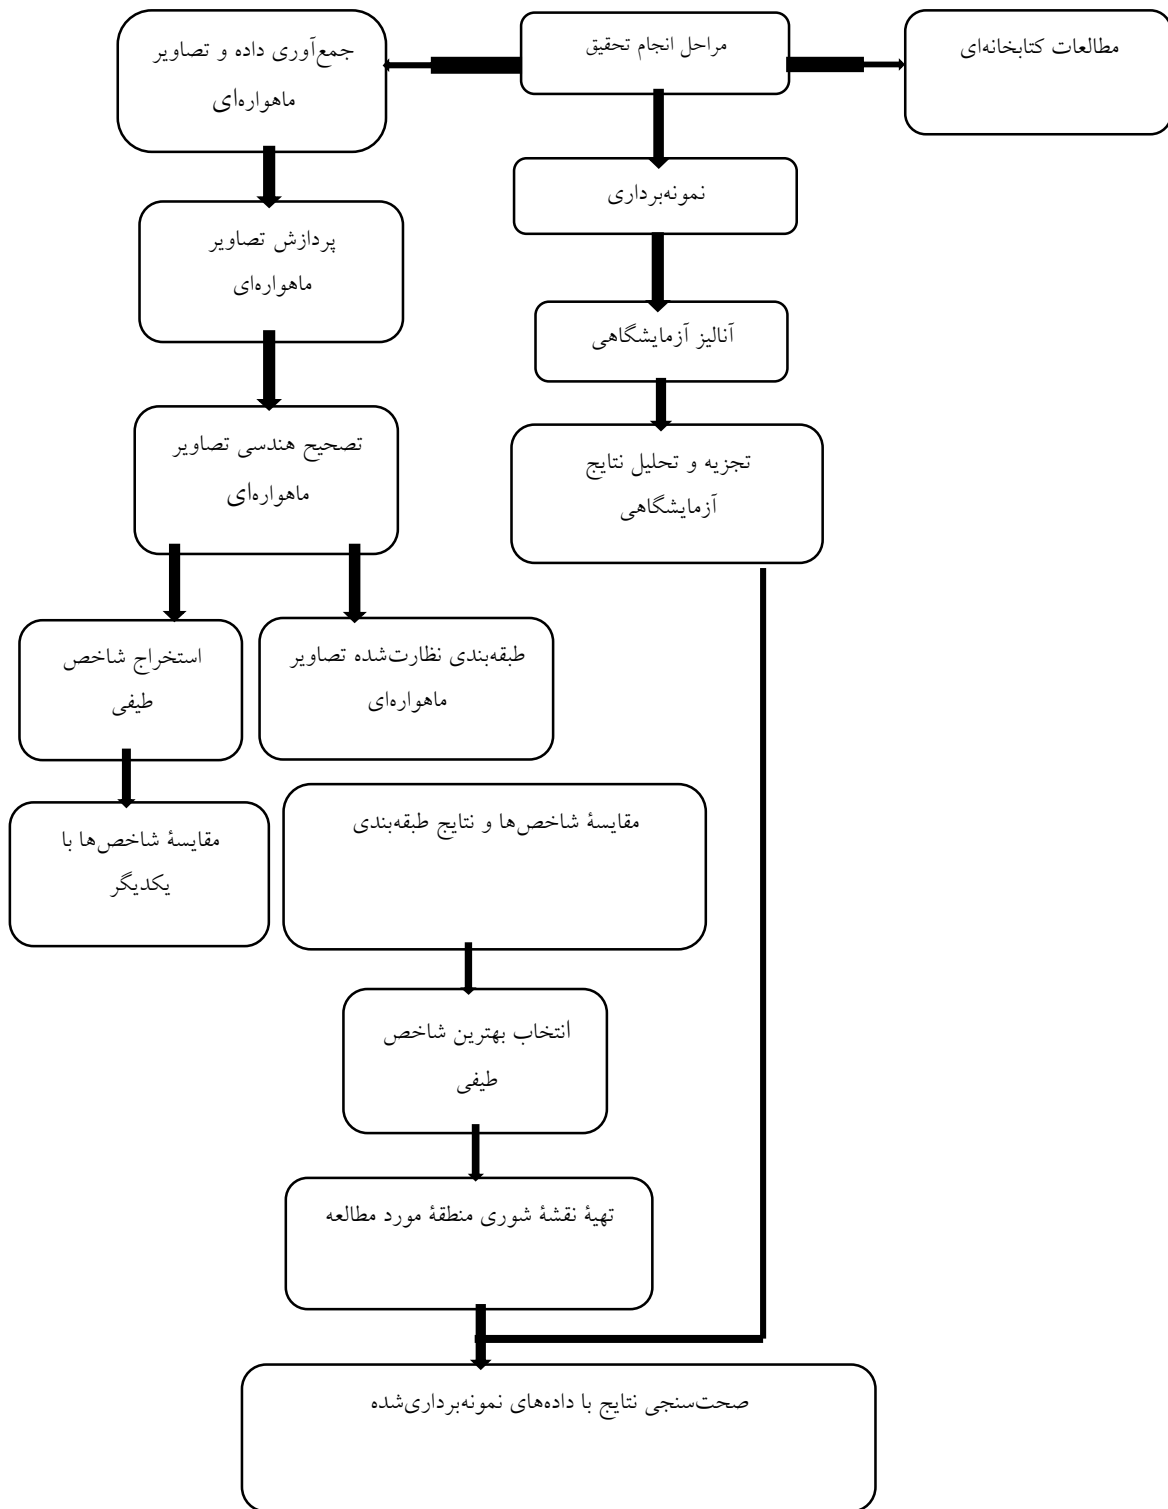 مراحل انجام تحقیق
مطالعات کتابخانه‌ای
جمع‌آوری داده و تصاویر
ماهواره‌ای
نمونه‌برداری
پردازش تصاویر
ماهواره‌ای
آنالیز آزمایشگاهی
تصحیح هندسی تصاویر
ماهواره‌ای
تجزیه و تحلیل نتایج
آزمایشگاهی
طبقه‌بندی نظارت‌شده تصاویر
ماهواره‌ای
استخراج شاخص
طیفی
مقایسهٔ شاخص‌ها و نتایج طبقه‌بندی
مقایسهٔ شاخص‌ها با
یکدیگر
انتخاب بهترین شاخص
طیفی
تهیهٔ نقشهٔ شوری منطقهٔ مورد مطالعه
صحت‌سنجی نتایج با داده‌های نمونه‌برداری‌شده